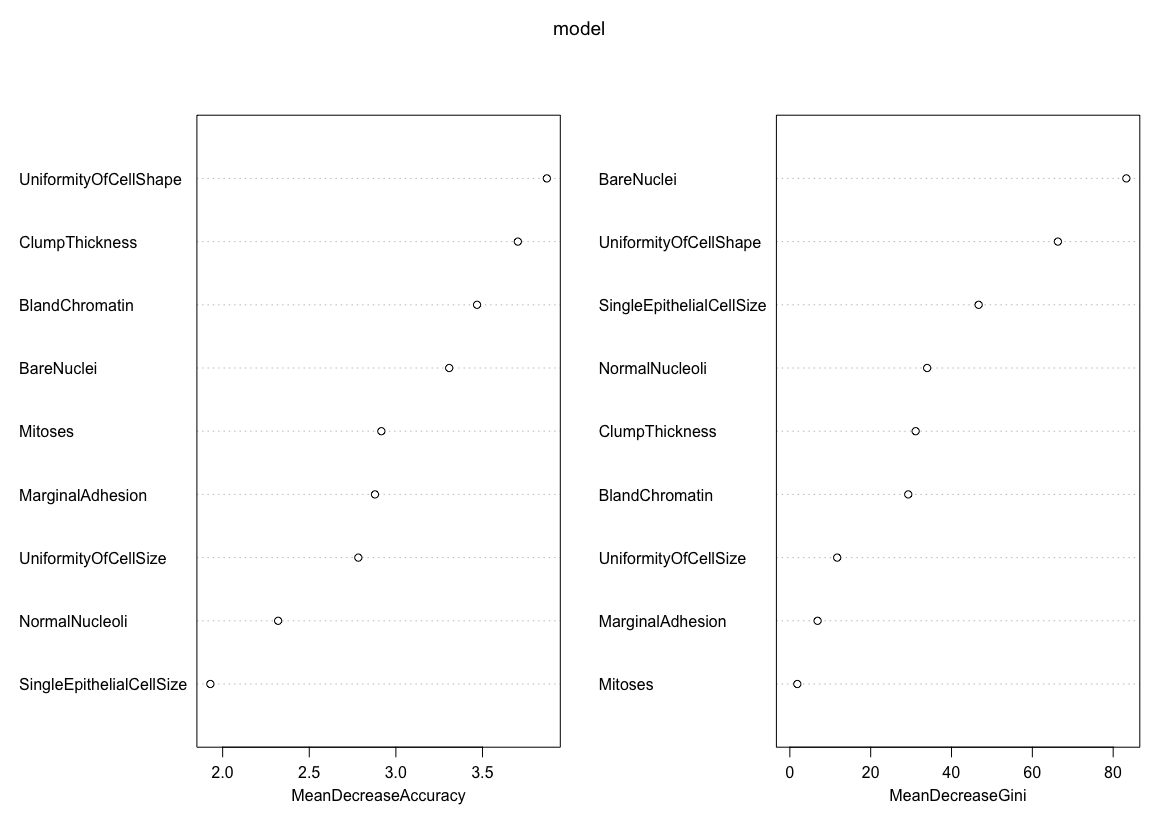 model
UniformityOfCellShape
ClumpThickness
BlandChromatin
BareNuclei
Mitoses
MarginalAdhesion
UniformityOfCellSize
NormalNucleoli
SingleEpithelialCellSize
2.0 2.5 3.0 3.5
MeanDecreaseAccuracy
BareNuclei
UniformityOfCellShape
SingleEpithelialCellSize
NormalNucleoli
ClumpThickness
BlandChromatin
UniformityOfCellSize
MarginalAdhesion
Mitoses
0 20 40 60 80
MeanDecreaseGini